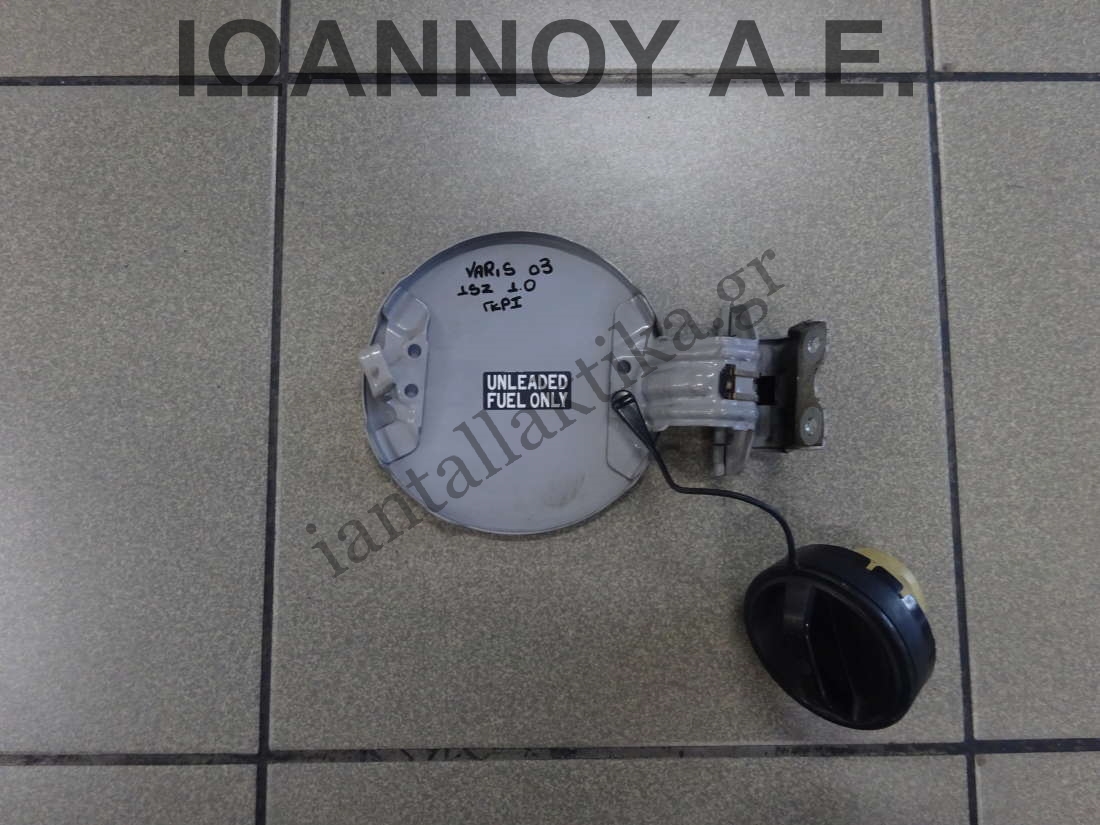 ΙΩΑΝΝΟΥ Α.Ε.
YARIS 03
1SZ 1.0
ΓΚΡΙ
UNLEADED
FUEL ONLY
iantallaktika.gr